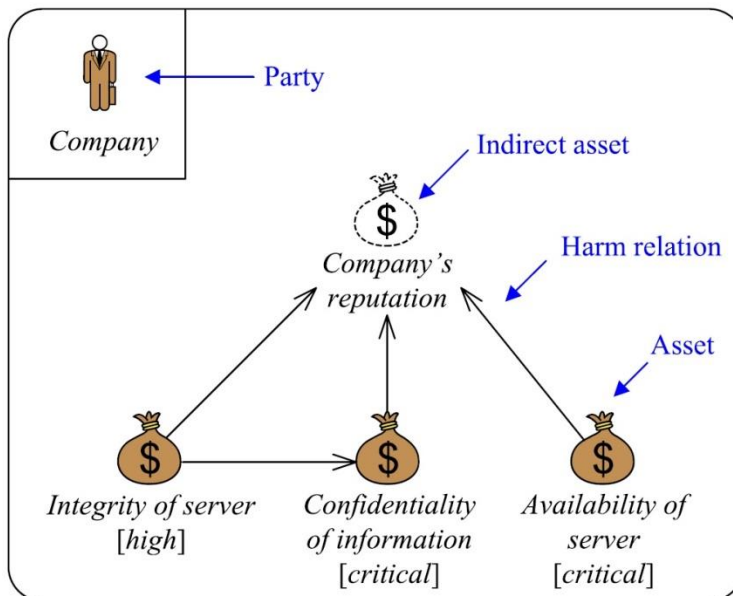 Party
Company
Indirect asset
$
Company’s
reputation
Harm relation
Asset
$
$
$
Integrity of server
[high]
Confidentiality
of information
[critical]
Availability of
server
[critical]